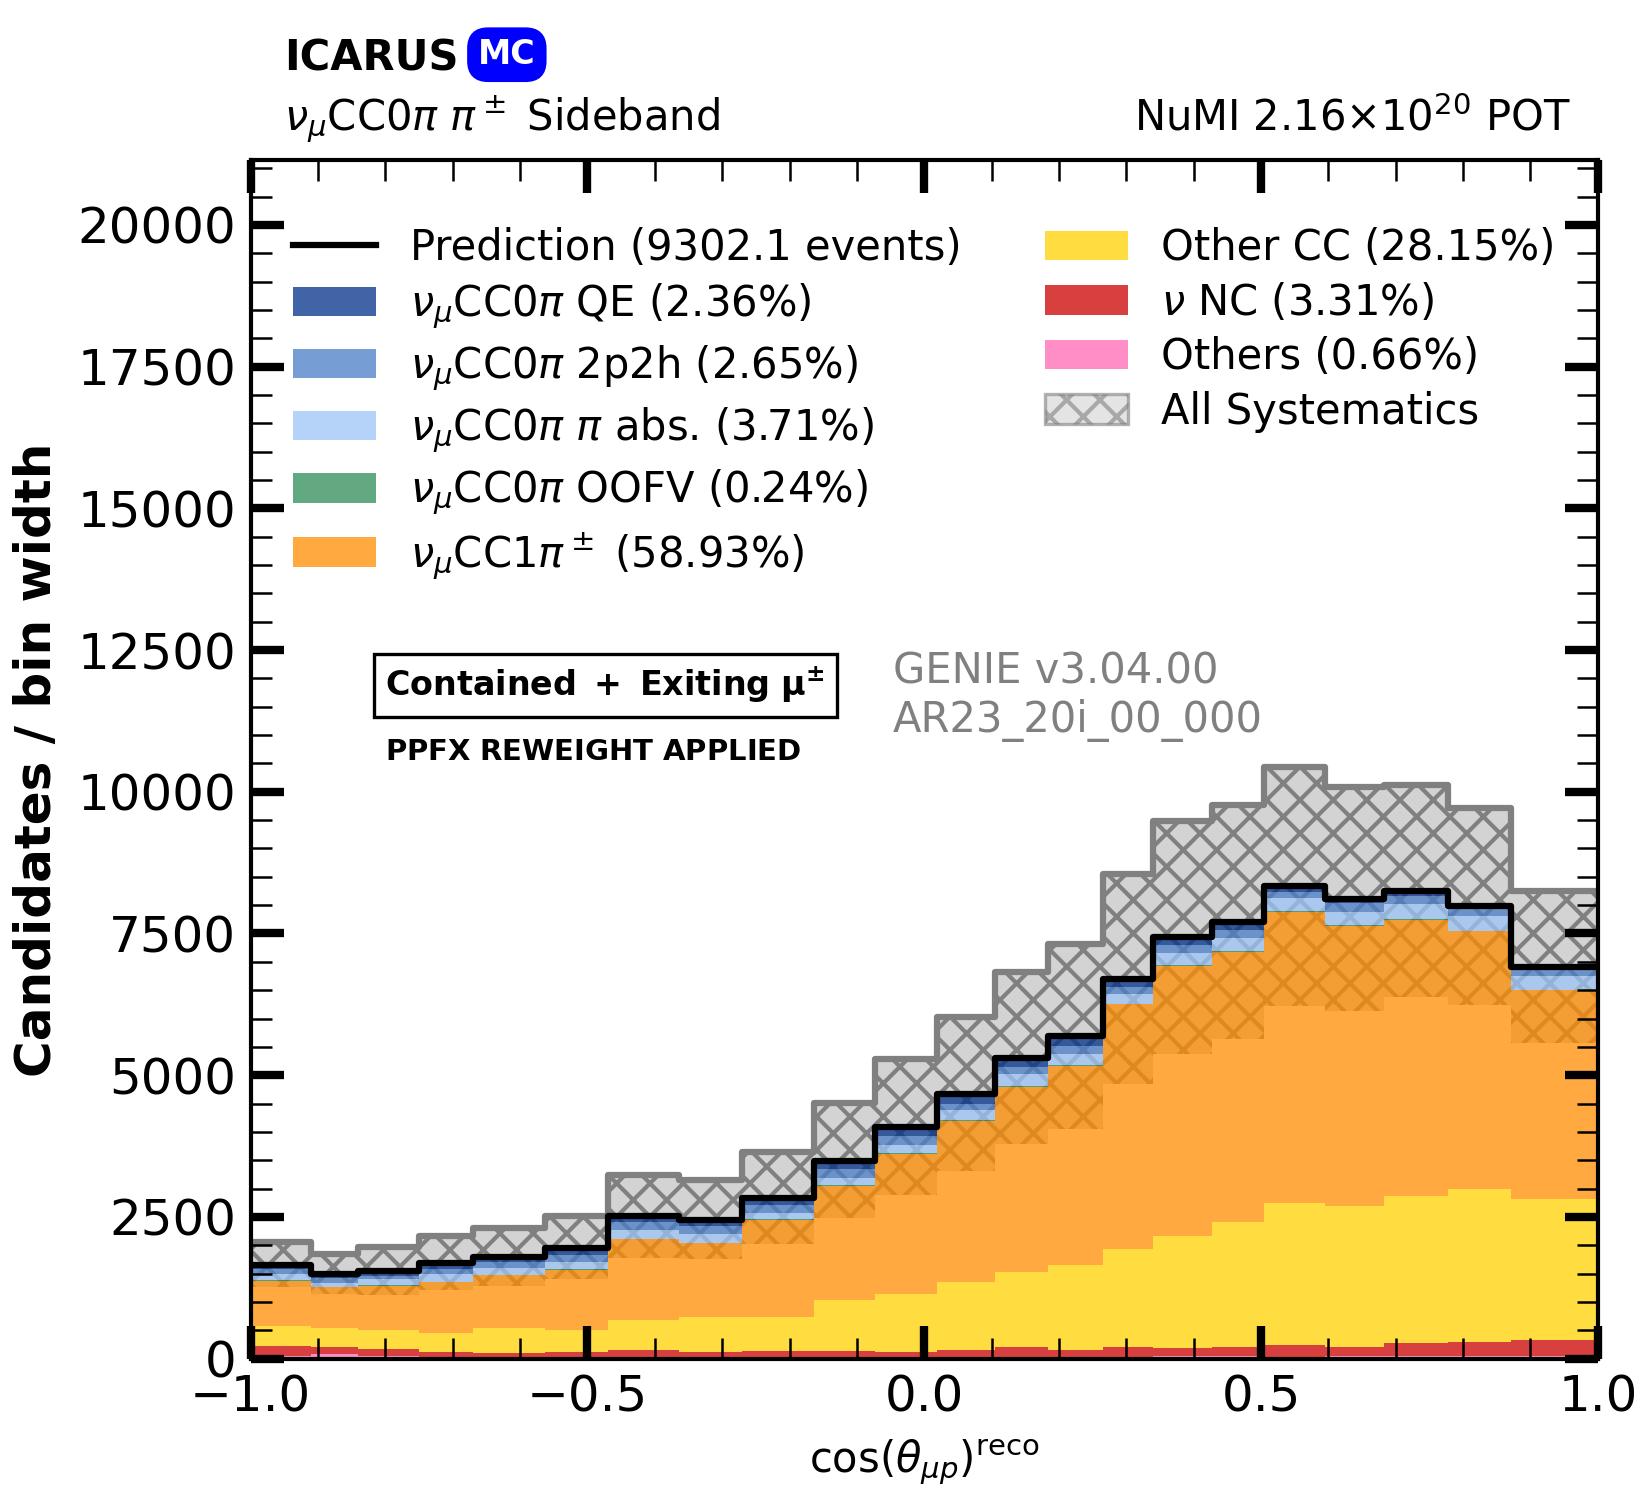 ICARUS MC
νμCC0π π± Sideband
NuMI 2.16×10^20 POT
Prediction (9302.1 events)
νμCC0π QE (2.36%)
νμCC0π 2p2h (2.65%)
νμCC0π π abs. (3.71%)
νμCC0π OOFV (0.24%)
νμCC1π± (58.93%)
Other CC (28.15%)
ν NC (3.31%)
Others (0.66%)
All Systematics
Contained + Exiting μ±
PPFX REWEIGHT APPLIED
GENIE v3.04.00
AR23_20i_00_000
Candidates / bin width
20000
17500
15000
12500
10000
7500
5000
2500
0
−1.0 −0.5 0.0 0.5 1.0
cos(θμp)^reco